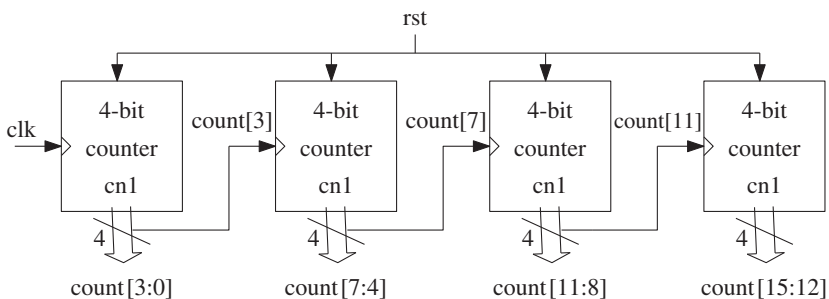 rst
4-bit
counter
cn1
4-bit
counter
cn1
4-bit
counter
cn1
4-bit
counter
cn1
clk
count[3]
count[7]
count[11]
4
4
4
4
count[3:0]
count[7:4]
count[11:8]
count[15:12]